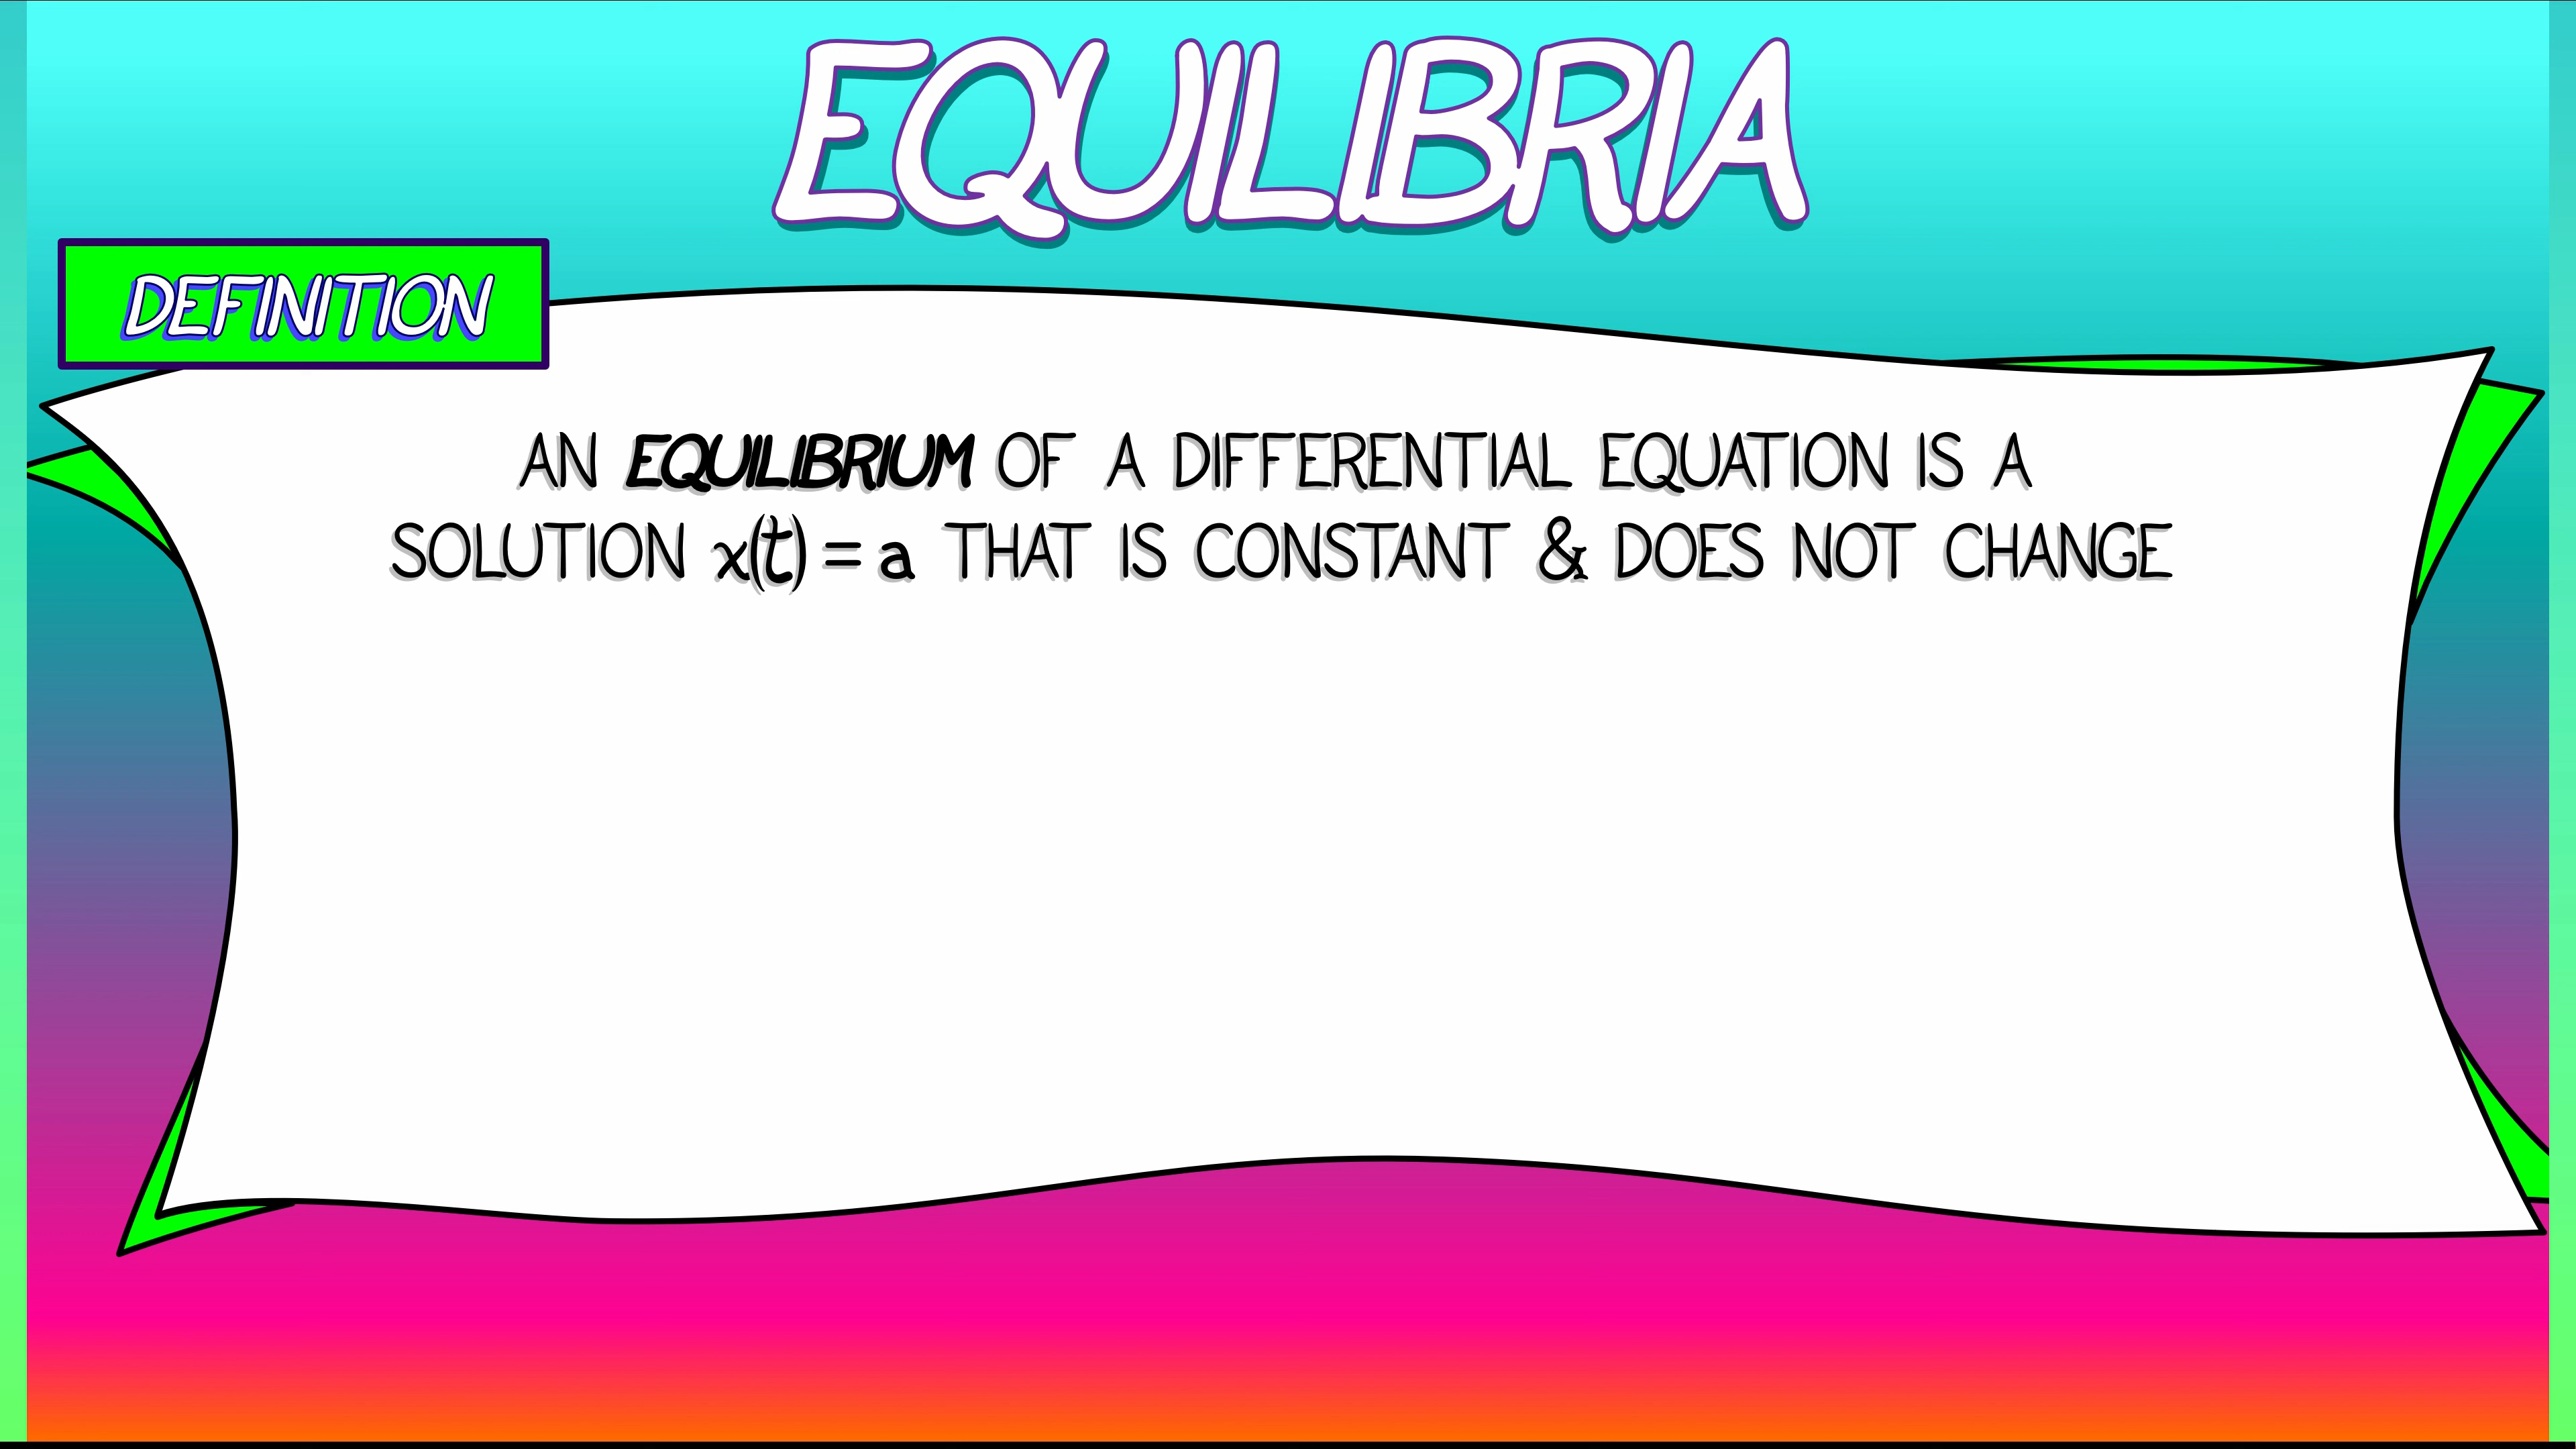 EQUILIBRIA
DEFINITION
AN EQUILIBRIUM OF A DIFFERENTIAL EQUATION IS A
SOLUTION x(t) = a THAT IS CONSTANT & DOES NOT CHANGE